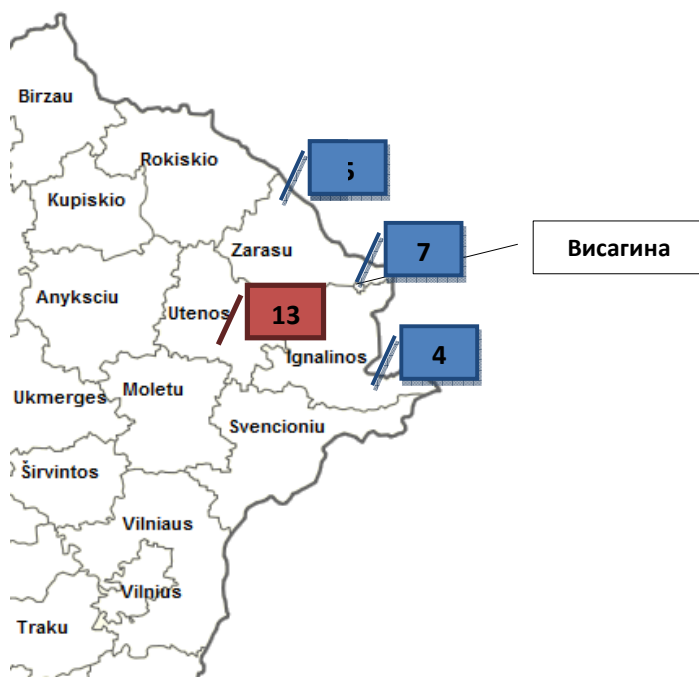 Birzau
Rokiskio
Kupiskio
Zarasu
7
Висагина
Anyksciu
Utenos
13
4
Ignalinos
Moletu
Ukmerges
Svencioniu
Širvintos
Vilniaus
Vilnius
Traku